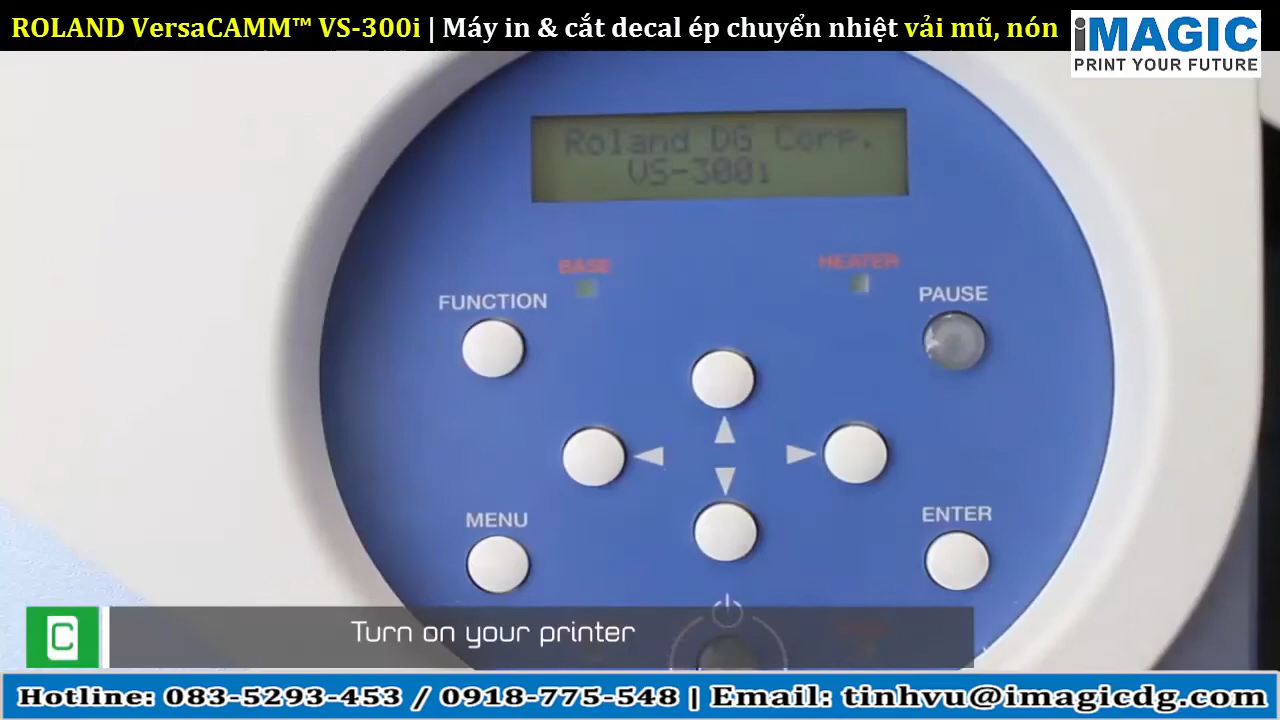 ROLAND VersaCAMM™ VS-300i | Máy in & cắt decal ép chuyển nhiệt vải mũ, nón
iMAGIC
PRINT YOUR FUTURE
Roland DG Corp.
VS-300i
BASE
HEATER
FUNCTION
PAUSE
MENU
ENTER
C
Turn on your printer
Hotline: 083-5293-453 / 0918-775-548 | Email: tinhvu@imagicdg.com